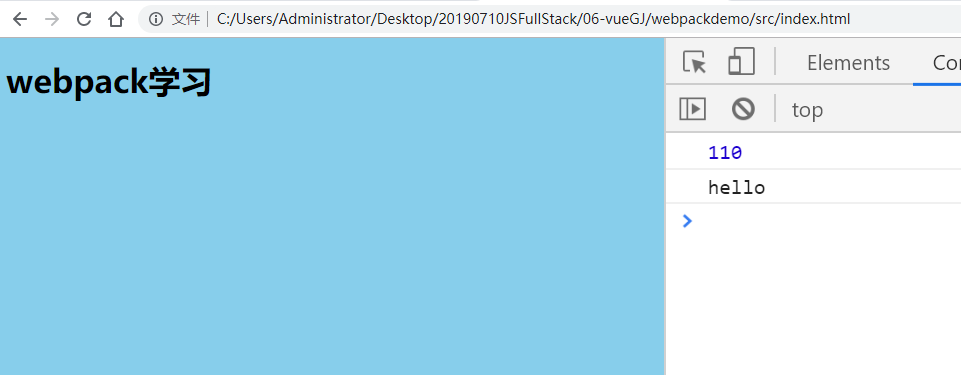 文件 C:/Users/Administrator/Desktop/20190710JSFullStack/06-vueGJ/webpackdemo/src/index.html
webpack学习
Elements
top
110
hello